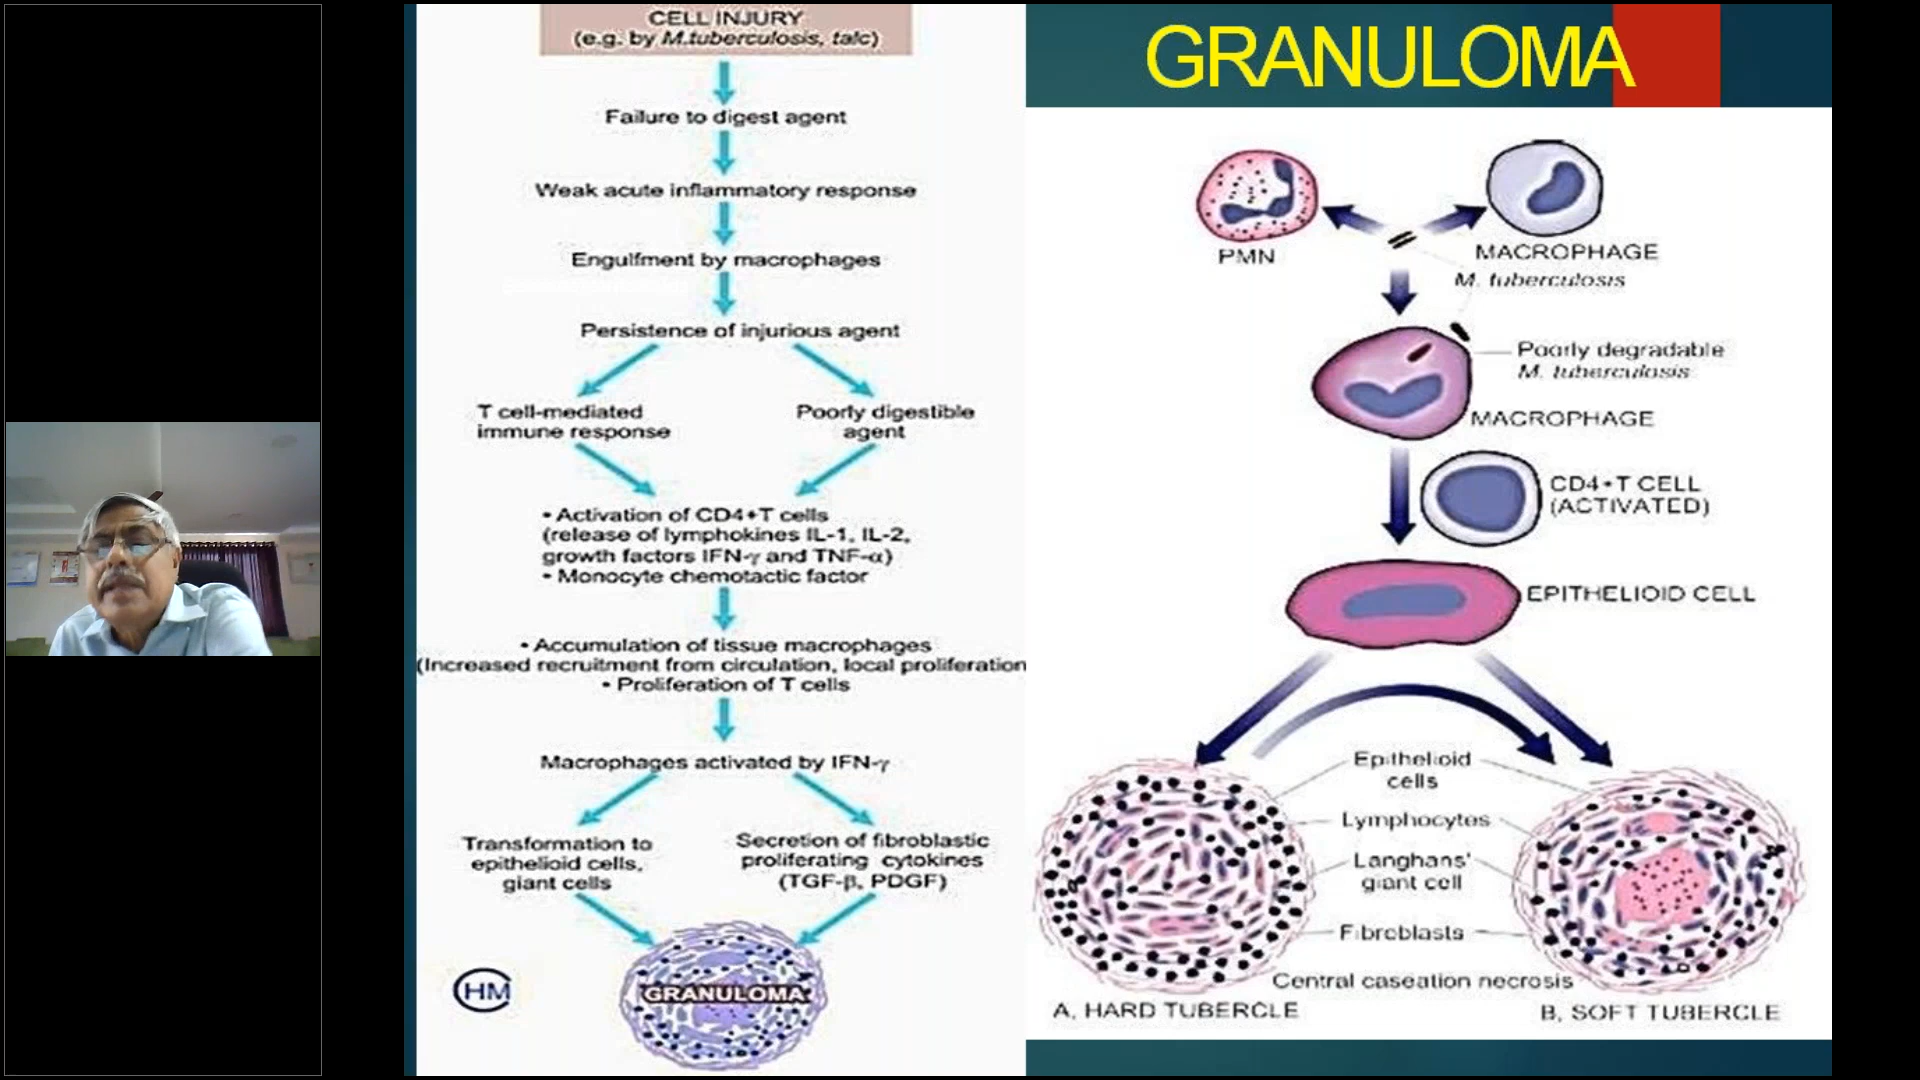 CELL INJURY
(e.g. by M.tuberculosis, talc)
Failure to digest agent
Weak acute inflammatory response
Engulfment by macrophages
Persistence of injurious agent
T cell-mediated
immune response
Poorly digestible
agent
• Activation of CD4+T cells
(release of lymphokines IL-1, IL-2,
growth factors IFN-γ and TNF-α)
• Monocyte chemotactic factor
• Accumulation of tissue macrophages
(Increased recruitment from circulation, local proliferation
• Proliferation of T cells
Macrophages activated by IFN-γ
Transformation to
epithelioid cells,
giant cells
Secretion of fibroblastic
proliferating cytokines
(TGF-β, PDGF)
GRANULOMA
HM
GRANULOMA
PMN
MACROPHAGE
M. tuberculosis
Poorly degradable
M. tuberculosis
MACROPHAGE
CD4+T CELL
(ACTIVATED)
EPITHELIOID CELL
Epithelioid
cells
Lymphocytes
Langhans'
giant cell
Fibroblasts
Central caseation necrosis
A, HARD TUBERCLE
B, SOFT TUBERCLE